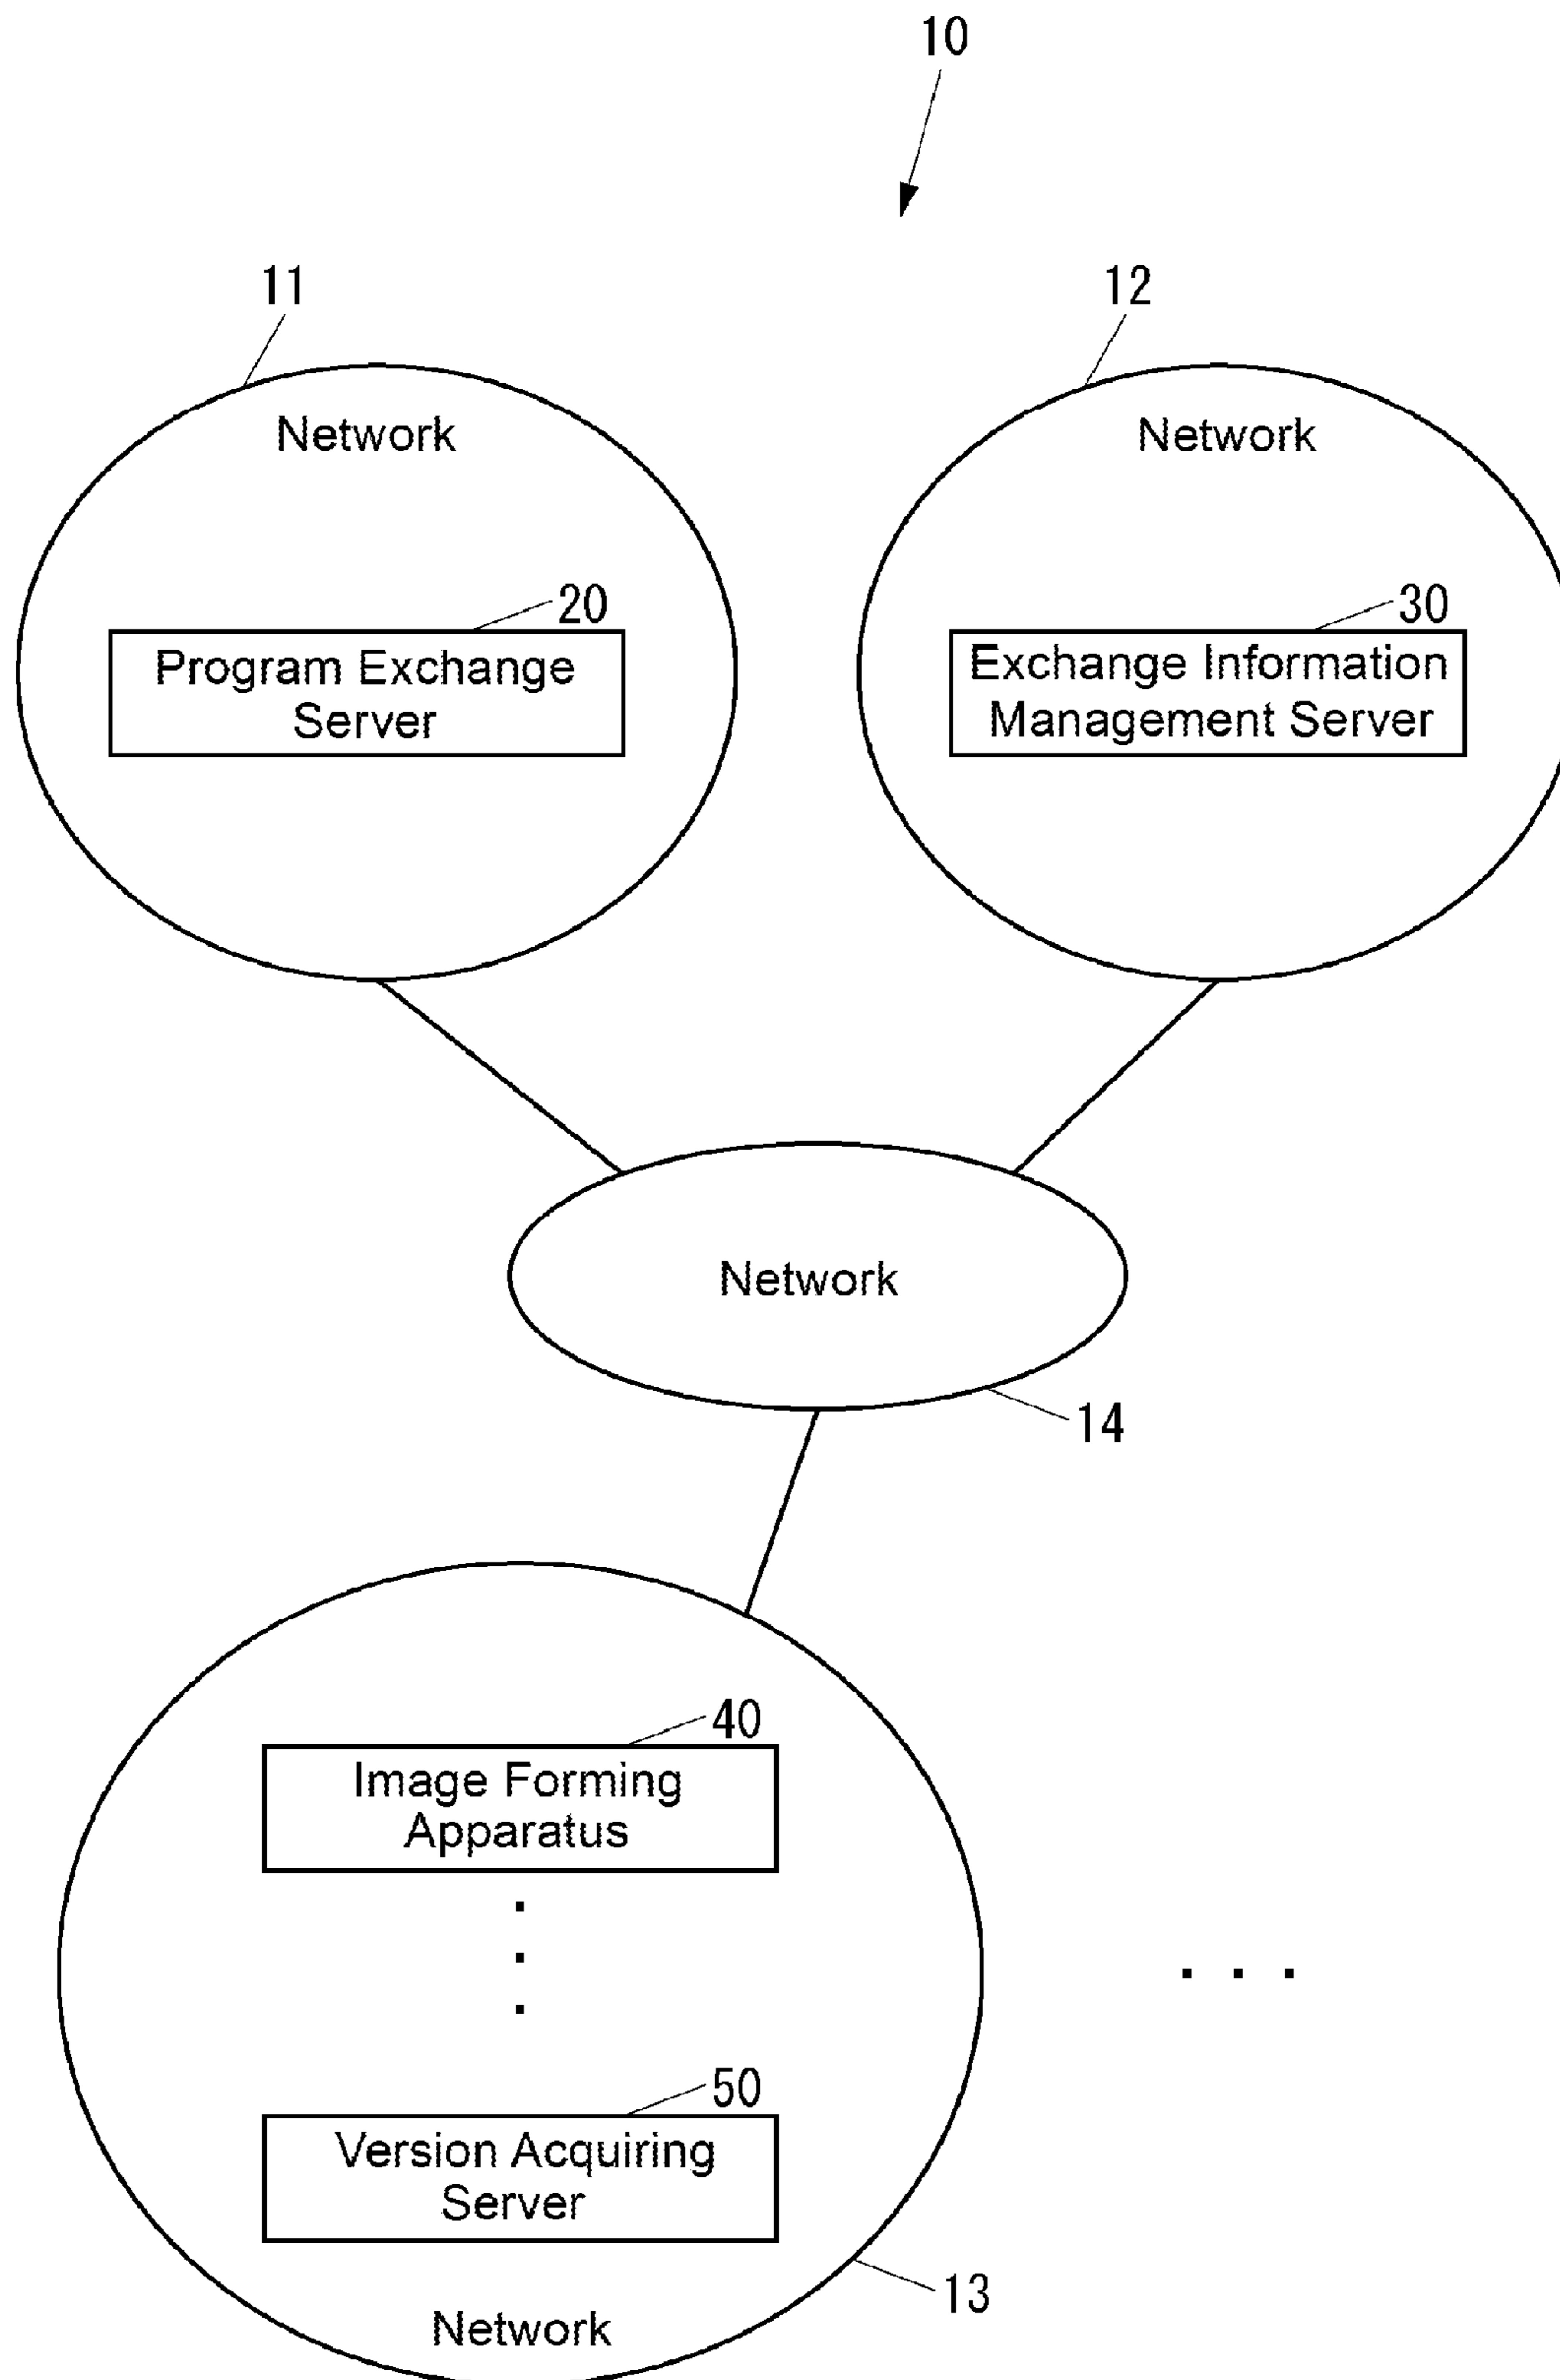 10
11
12
Network
Network
20
30
Program Exchange
Server
Exchange Information
Management Server
Network
14
40
Image Forming
Apparatus
50
Version Acquiring
Server
13
Network